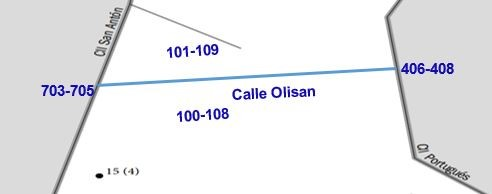 Cll San Antón
101-109
406-408
703-705
Calle Olisan
100-108
Cll Portugués
15 (4)